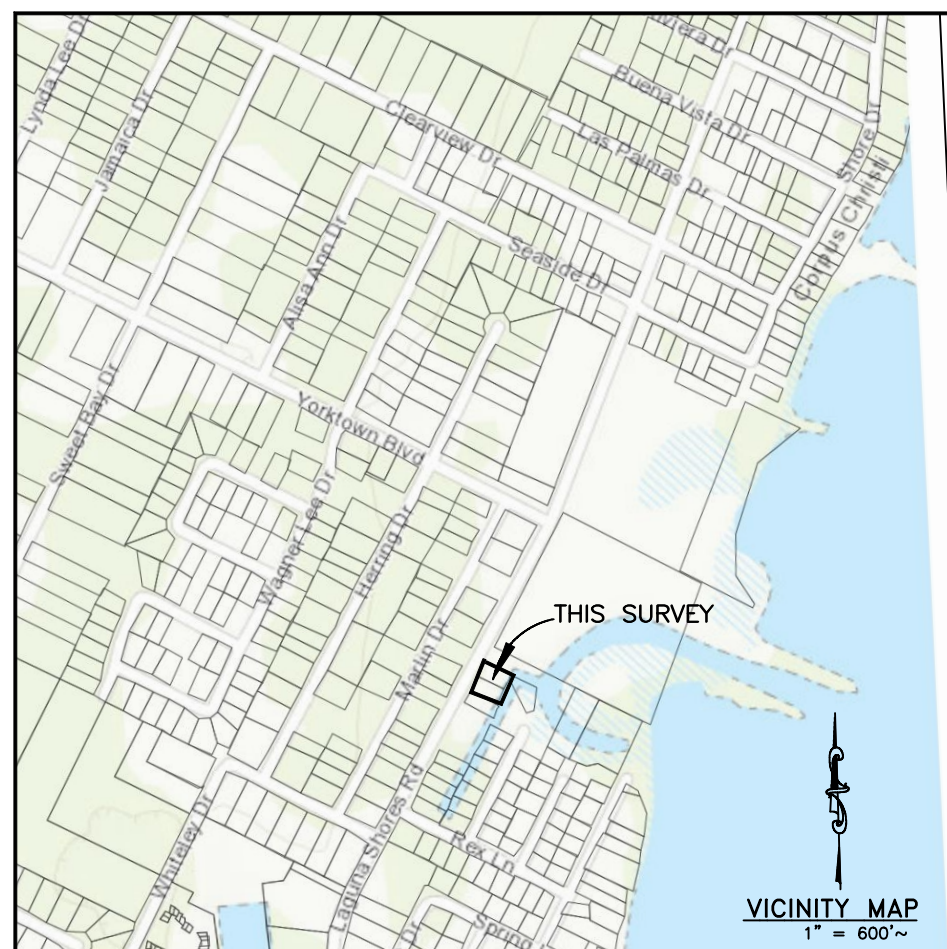 Lynda Lee Dr
Jamaica Dr
Clearview Dr
Buena Vista Dr
Las Palmas Dr
Shore Dr
Corpus Christi
Seaside Dr
Alisa Ann Dr
Yorktown Blvd
Sweet Bay Dr
Wagner Lee Dr
Herring Dr
Marlin Dr
THIS SURVEY
Laguna Shores Rd
Whiteley Dr
Rex Ln
Dr
VICINITY MAP
1" = 600'~